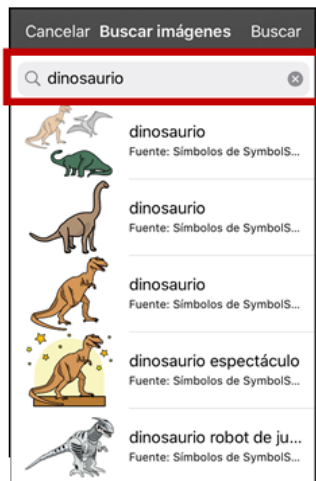 Cancelar Buscar imágenes Buscar
dinosaurio
dinosaurio
Fuente: Símbolos de SymbolS...
dinosaurio
Fuente: Símbolos de SymbolS...
dinosaurio
Fuente: Símbolos de SymbolS...
dinosaurio espectáculo
Fuente: Símbolos de SymbolS...
dinosaurio robot de ju...
Fuente: Símbolos de SymbolS...